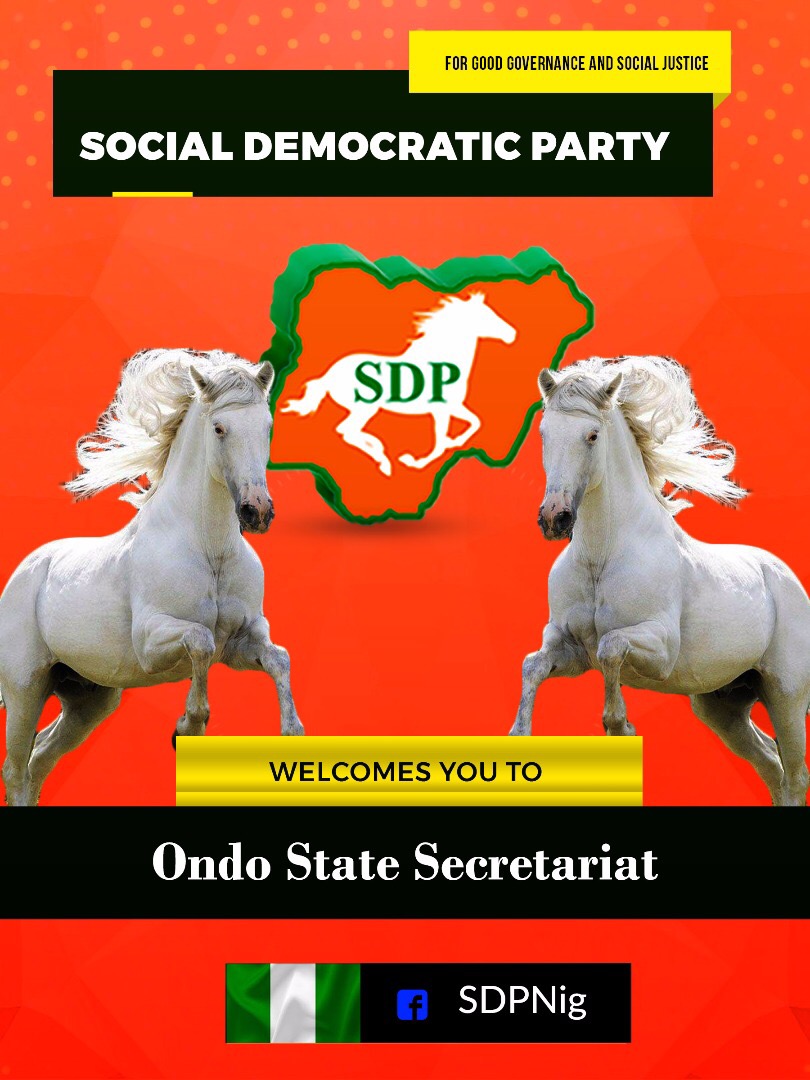 FOR GOOD GOVERNANCE AND SOCIAL JUSTICE
SOCIAL DEMOCRATIC PARTY
SDP
WELCOMES YOU TO
Ondo State Secretariat
SDPNig